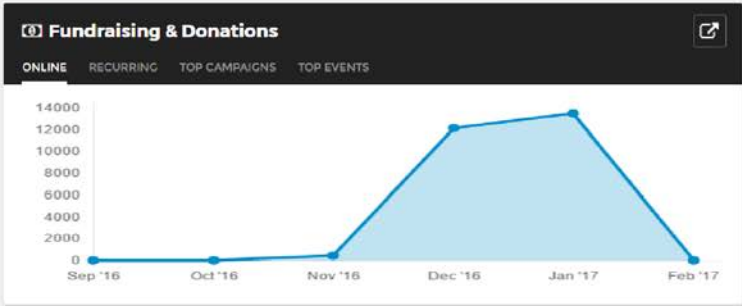 Fundraising & Donations
ONLINE RECURRING TOP CAMPAIGNS TOP EVENTS
14000
12000
10000
8000
6000
4000
2000
0
Sep '16 Oct '16 Nov '16 Dec '16 Jan '17 Feb '17